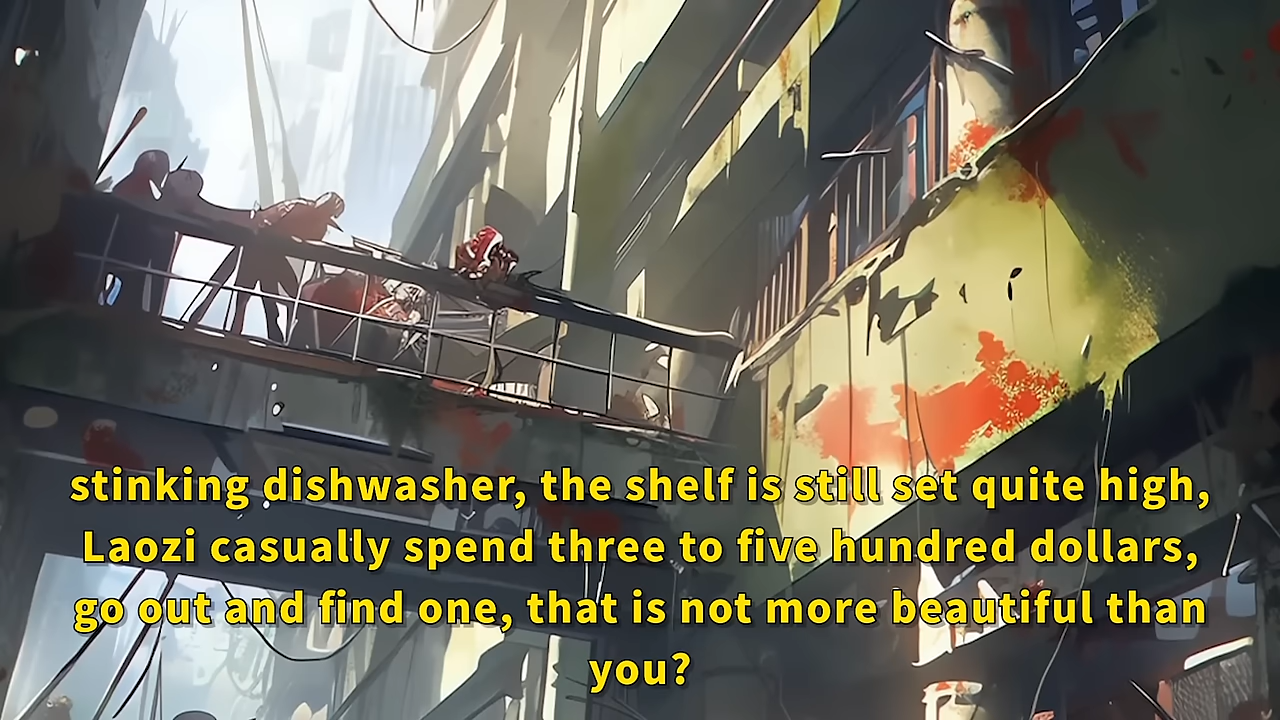 stinking dishwasher, the shelf is still set quite high,
Laozi casually spend three to five hundred dollars,
go out and find one, that is not more beautiful than
you?